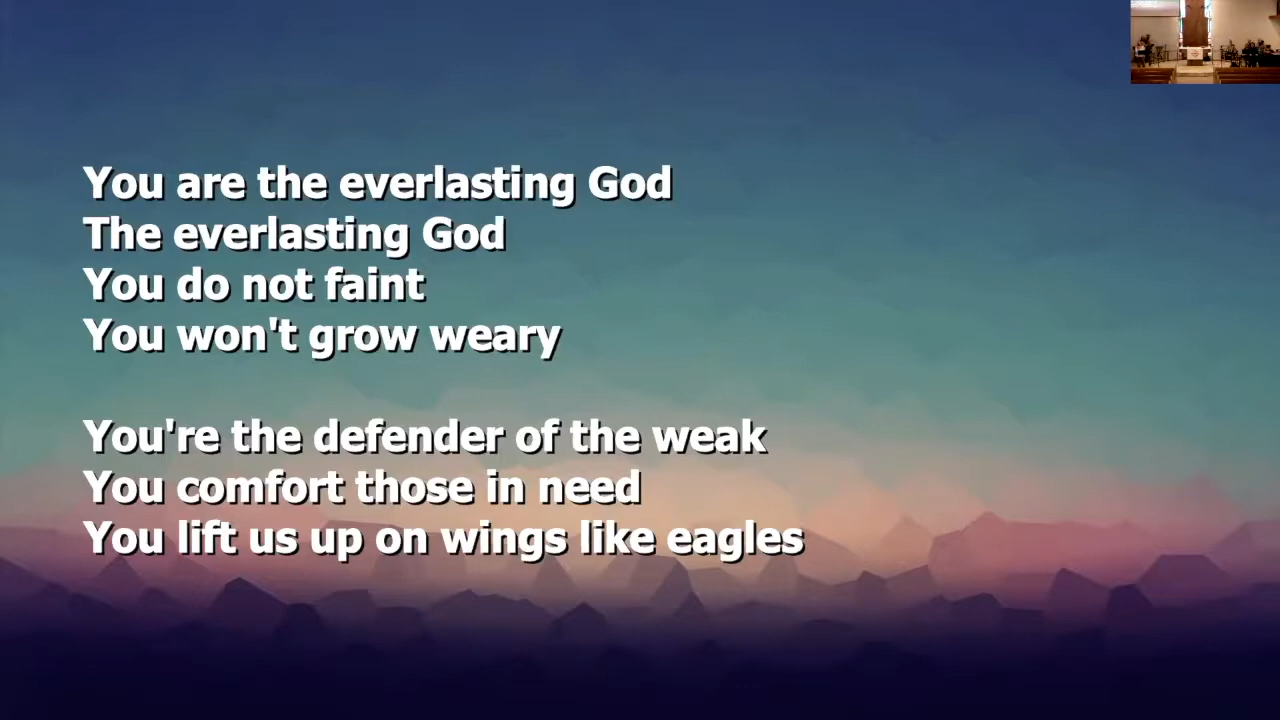 You are the everlasting God
The everlasting God
You do not faint
You won't grow weary
You're the defender of the weak
You comfort those in need
You lift us up on wings like eagles